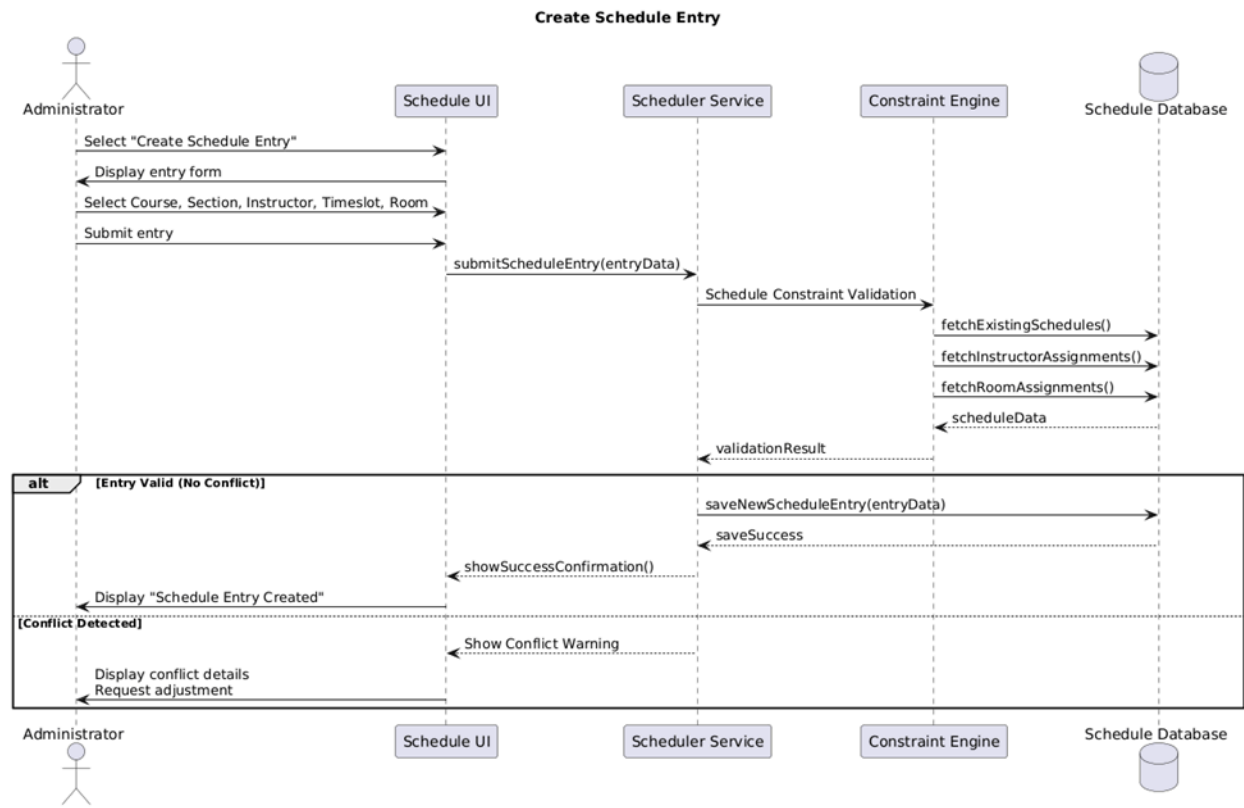 Create Schedule Entry
Administrator
Schedule UI
Scheduler Service
Constraint Engine
Schedule Database
Select "Create Schedule Entry"
Display entry form
Select Course, Section, Instructor, Timeslot, Room
Submit entry
submitScheduleEntry(entryData)
Schedule Constraint Validation
fetchExistingSchedules()
fetchInstructorAssignments()
fetchRoomAssignments()
scheduleData
validationResult
alt
[Entry Valid (No Conflict)]
saveNewScheduleEntry(entryData)
saveSuccess
showSuccessConfirmation()
Display "Schedule Entry Created"
[Conflict Detected]
Show Conflict Warning
Display conflict details
Request adjustment
Administrator
Schedule UI
Scheduler Service
Constraint Engine
Schedule Database